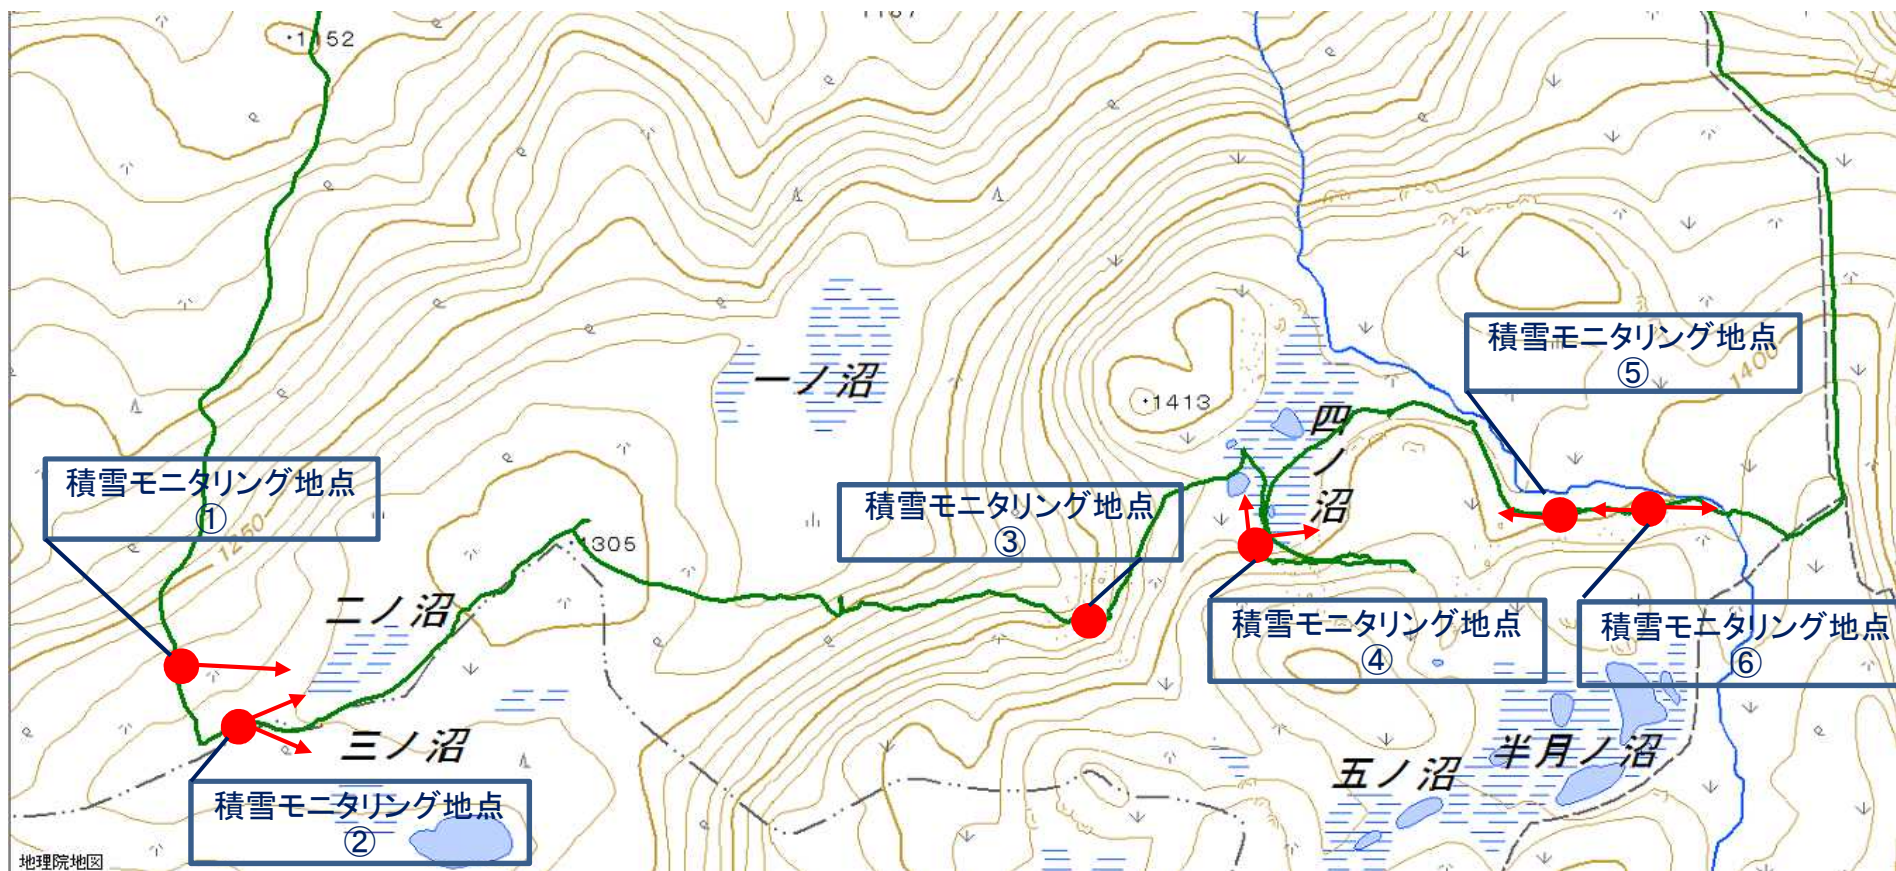 ・1152
積雪モニタリング地点
⑤
1400
一ノ沼
・1413
四ノ沼
積雪モニタリング地点
①
1250
積雪モニタリング地点
③
・1305
二ノ沼
積雪モニタリング地点
④
積雪モニタリング地点
⑥
三ノ沼
半月ノ沼
五ノ沼
積雪モニタリング地点
②
地理院地図